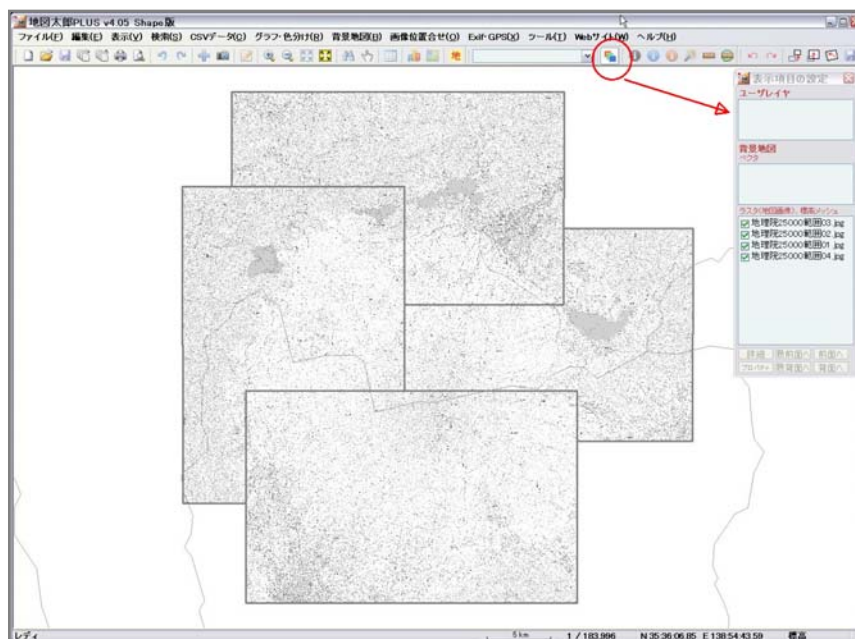 地図太郎PLUS v4.05 Shape版
ファイル(F) 編集(E) 表示(V) 検索(S) CSVデータ(C) グラフ・色分け(R) 背景地図(B) 画像位置合せ(O) Exif・GPS(X) ツール(T) Webサイト(W) ヘルプ(H)
地
表示項目の設定
ユーザレイヤ
背景地図
ベクタ
ラスタ(地図画像)、標高メッシュ
地理院25000範囲03.jpg
地理院25000範囲02.jpg
地理院25000範囲01.jpg
地理院25000範囲04.jpg
詳細 最前面へ 前面へ
プロパティ 最背面へ 背面へ
レディ 5km 1 / 183,996 N 35:36:06.85 E 138:54:43.59 標高